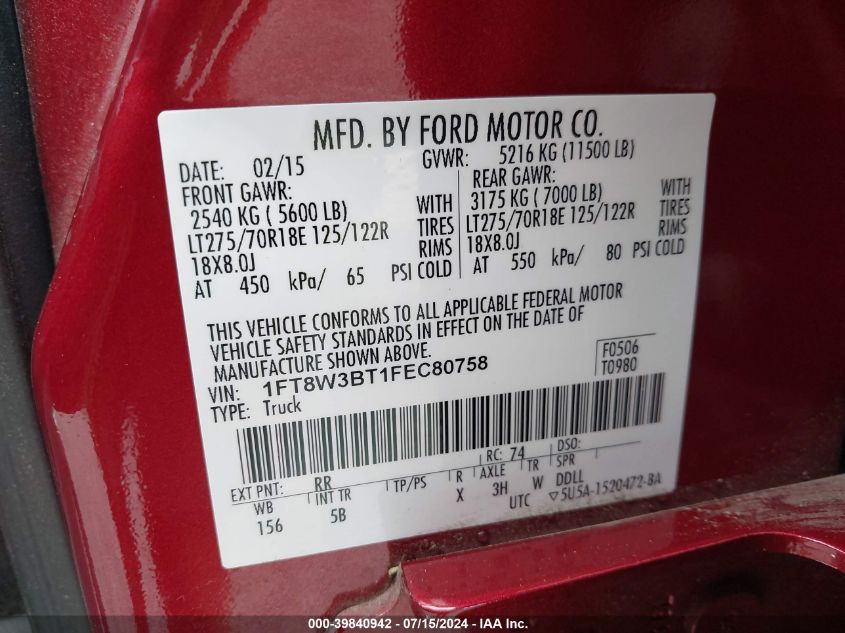 MFD. BY FORD MOTOR CO.
DATE: 02/15 GVWR: 5216 KG (11500 LB)
FRONT GAWR: REAR GAWR:
2540 KG ( 5600 LB) WITH 3175 KG ( 7000 LB) WITH
LT275/70R18E 125/122R TIRES LT275/70R18E 125/122R TIRES
18X8.0J RIMS 18X8.0J RIMS
AT 450 kPa/ 65 PSI COLD AT 550 kPa/ 80 PSI COLD
THIS VEHICLE CONFORMS TO ALL APPLICABLE FEDERAL MOTOR
VEHICLE SAFETY STANDARDS IN EFFECT ON THE DATE OF
MANUFACTURE SHOWN ABOVE.
VIN: 1FT8W3BT1FEC80758 F0506
TYPE: Truck T0980
EXT PNT: RR RC: 74 DSO:
WB INT TR TP/PS R AXLE TR SPR
156 5B X 3H W DDLL
UTC ▽5U5A-1520472-BA
000-39840942 - 07/15/2024 - IAA Inc.